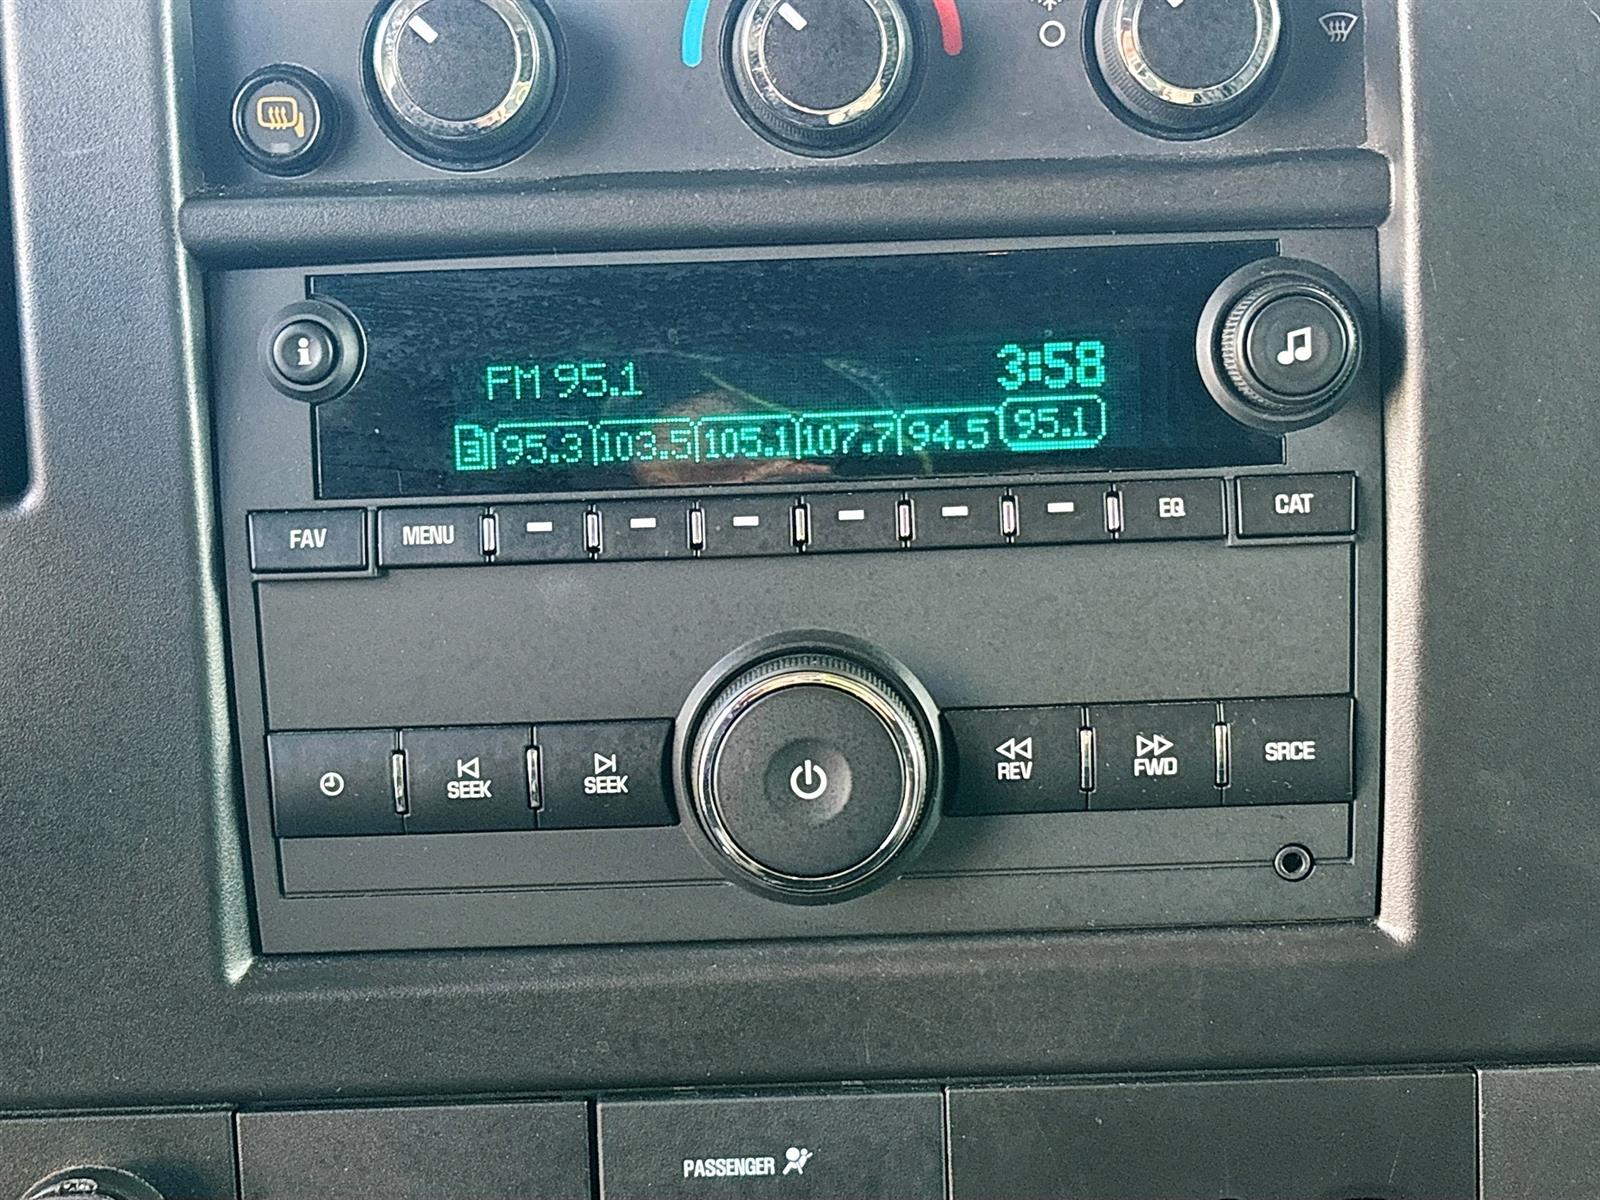 FM 95.1 3:58
3 95.3 103.5 105.1 107.7 94.5 95.1
FAV MENU EQ CAT
SEEK SEEK REV FWD SRCE
PASSENGER